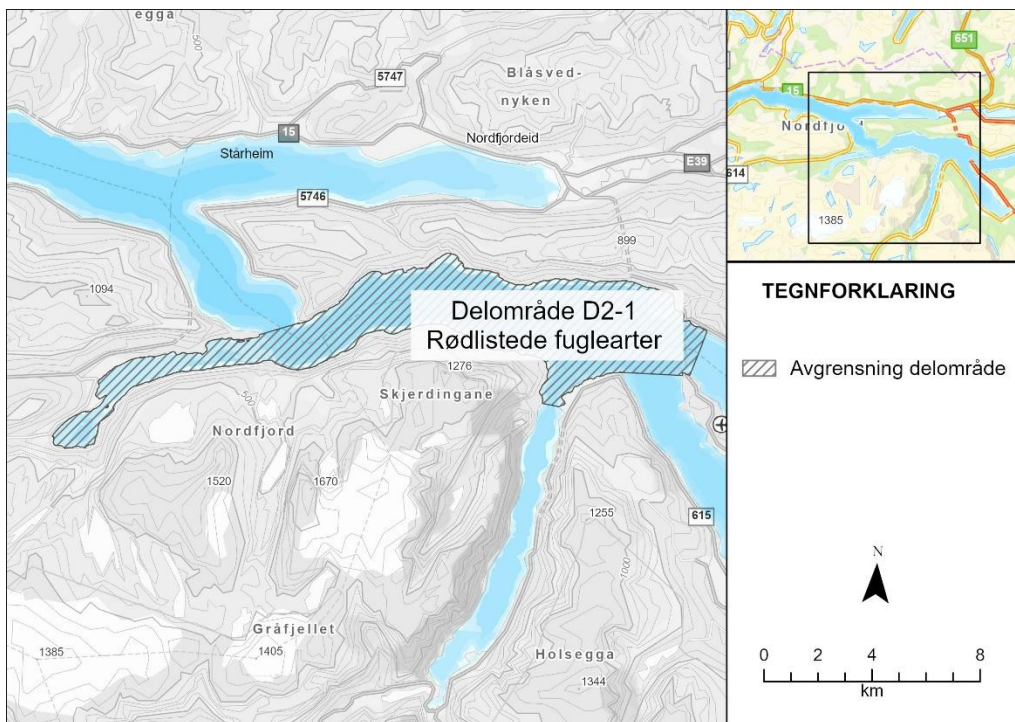 egga
5747
Blåsved-
nyken
15
Stårheim
Nordfjordeid
E39
5746
899
1094
Delområde D2-1
Rødlistede fuglearter
1276
Skjerdingane
500
Nordfjord
1520
1670
1255
615
1000
Gråfjellet
1385
1405
Holsegga
1344
651
15
614
1385
TEGNFORKLARING
Avgrensning delområde
N
0 2 4 8
km